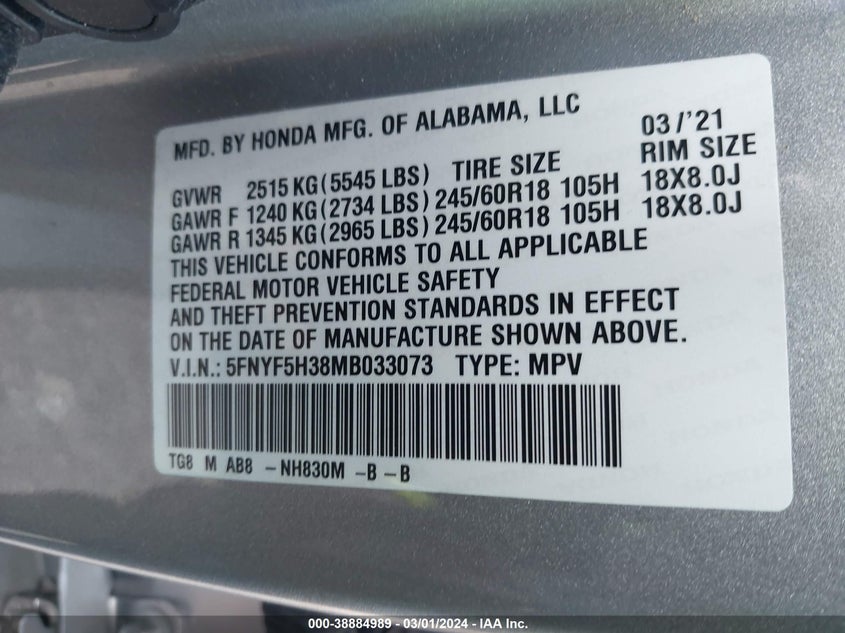 MFD. BY HONDA MFG. OF ALABAMA, LLC 03/'21
GVWR 2515 KG(5545 LBS) TIRE SIZE RIM SIZE
GAWR F 1240 KG(2734 LBS) 245/60R18 105H 18X8.0J
GAWR R 1345 KG(2965 LBS) 245/60R18 105H 18X8.0J
THIS VEHICLE CONFORMS TO ALL APPLICABLE
FEDERAL MOTOR VEHICLE SAFETY
AND THEFT PREVENTION STANDARDS IN EFFECT
ON THE DATE OF MANUFACTURE SHOWN ABOVE.
V.I.N.: 5FNYF5H38MB033073 TYPE: MPV
TG8 M AB8 -NH830M -B -B
000-38884989 - 03/01/2024 - IAA Inc.